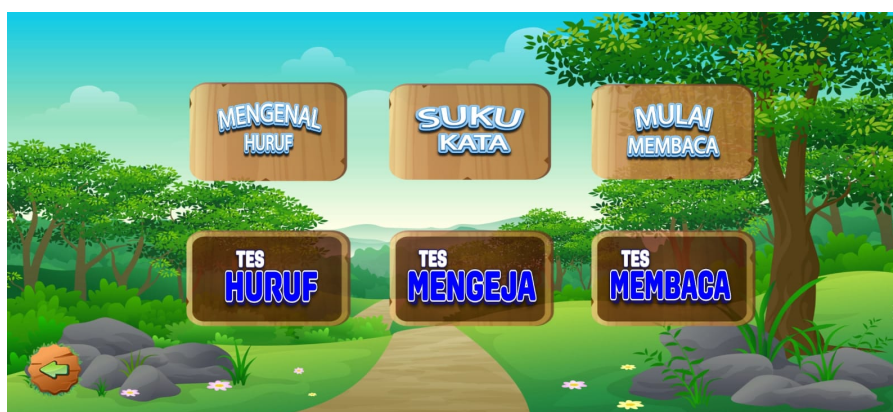 MENGENAL
HURUF
SUKU
KATA
MULAI
MEMBACA
TES
HURUF
TES
MENGEJA
TES
MEMBACA